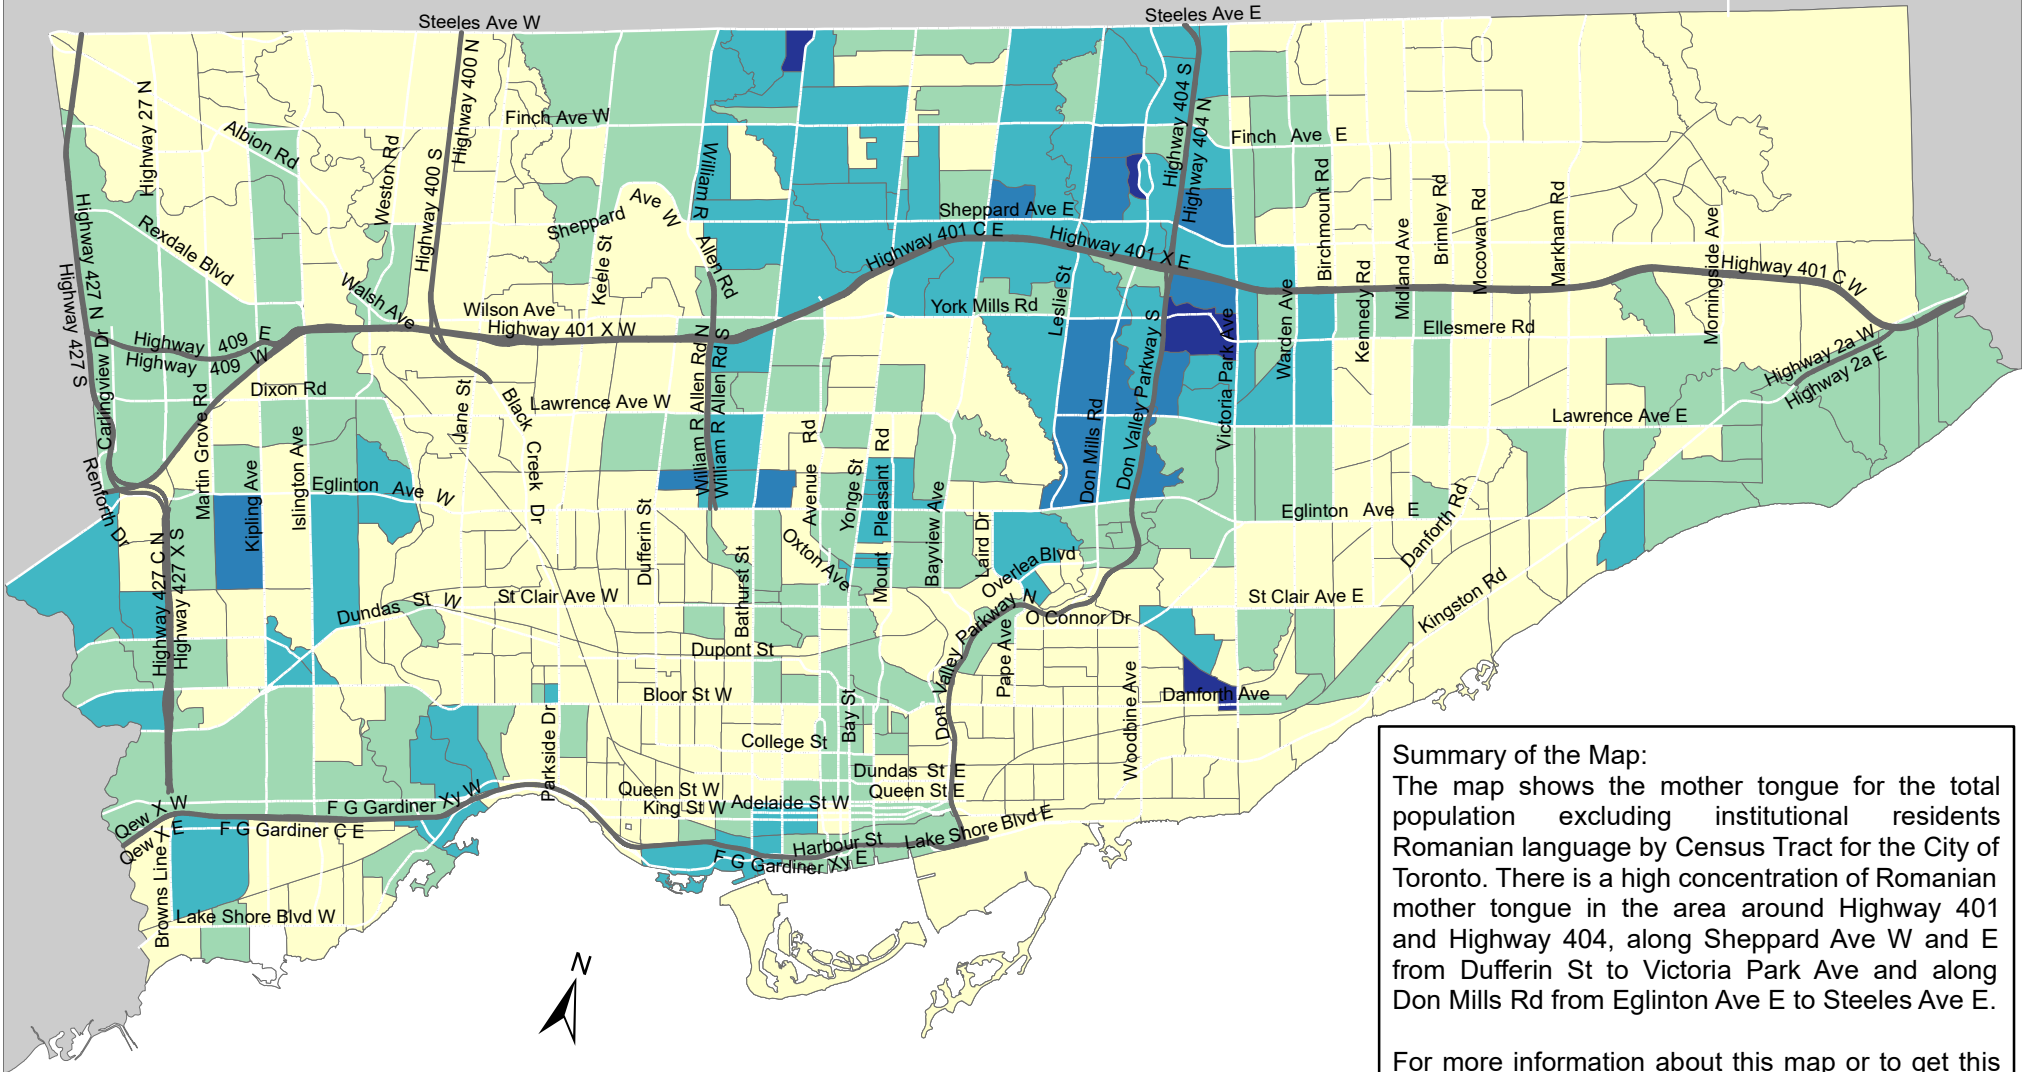 Steeles Ave W
Steeles Ave E
Highway 27 N
Albion Rd
Weston Rd
Highway 400 N
Highway 400 S
Finch Ave W
William R
Allen Rd
Highway 404 S
Highway 404 N
Finch Ave E
Highway 427 N
Highway 427 S
Rexdale Blvd
Walsh Ave
Sheppard Ave W
Keele St
Sheppard Ave E
Highway 401 C E
Highway 401 X E
Birchmount Rd
Kennedy Rd
Midland Ave
Brimley Rd
Mccowan Rd
Markham Rd
Morningside Ave
Highway 401 C W
Wilson Ave
Highway 401 X W
York Mills Rd
Leslie St
Warden Ave
Ellesmere Rd
Highway 409 E
Highway 409 W
Highway 2a W
Highway 2a E
Carlingview Dr
Martin Grove Rd
Dixon Rd
Jane St
Black Creek Dr
Lawrence Ave W
William R Allen Rd N
William R Allen Rd S
Don Mills Rd
Don Valley Parkway S
Victoria Park Ave
Lawrence Ave E
Renforth Dr
Kipling Ave
Islington Ave
Eglinton Ave W
Dufferin St
Bathurst St
Avenue Rd
Oxton Ave
Yonge St
Mount Pleasant Rd
Bayview Ave
Laird Dr
Overlea Blvd
Eglinton Ave E
Danforth Rd
Highway 427 C N
Highway 427 X S
Dundas St W
St Clair Ave W
Don Valley Parkway N
O Connor Dr
St Clair Ave E
Kingston Rd
Dupont St
Pape Ave
Woodbine Ave
Bloor St W
Bay St
Danforth Ave
Parkside Dr
College St
Dundas St E
Queen St E
Queen St W
King St W
Adelaide St W
Qew X W
Qew X E
F G Gardiner Xy W
F G Gardiner C E
Harbour St
Lake Shore Blvd E
F G Gardiner Xy E
Browns Line
Lake Shore Blvd W
N
Summary of the Map:
The map shows the mother tongue for the total
population excluding institutional residents
Romanian language by Census Tract for the City of
Toronto. There is a high concentration of Romanian
mother tongue in the area around Highway 401
and Highway 404, along Sheppard Ave W and E
from Dufferin St to Victoria Park Ave and along
Don Mills Rd from Eglinton Ave E to Steeles Ave E.
For more information about this map or to get this